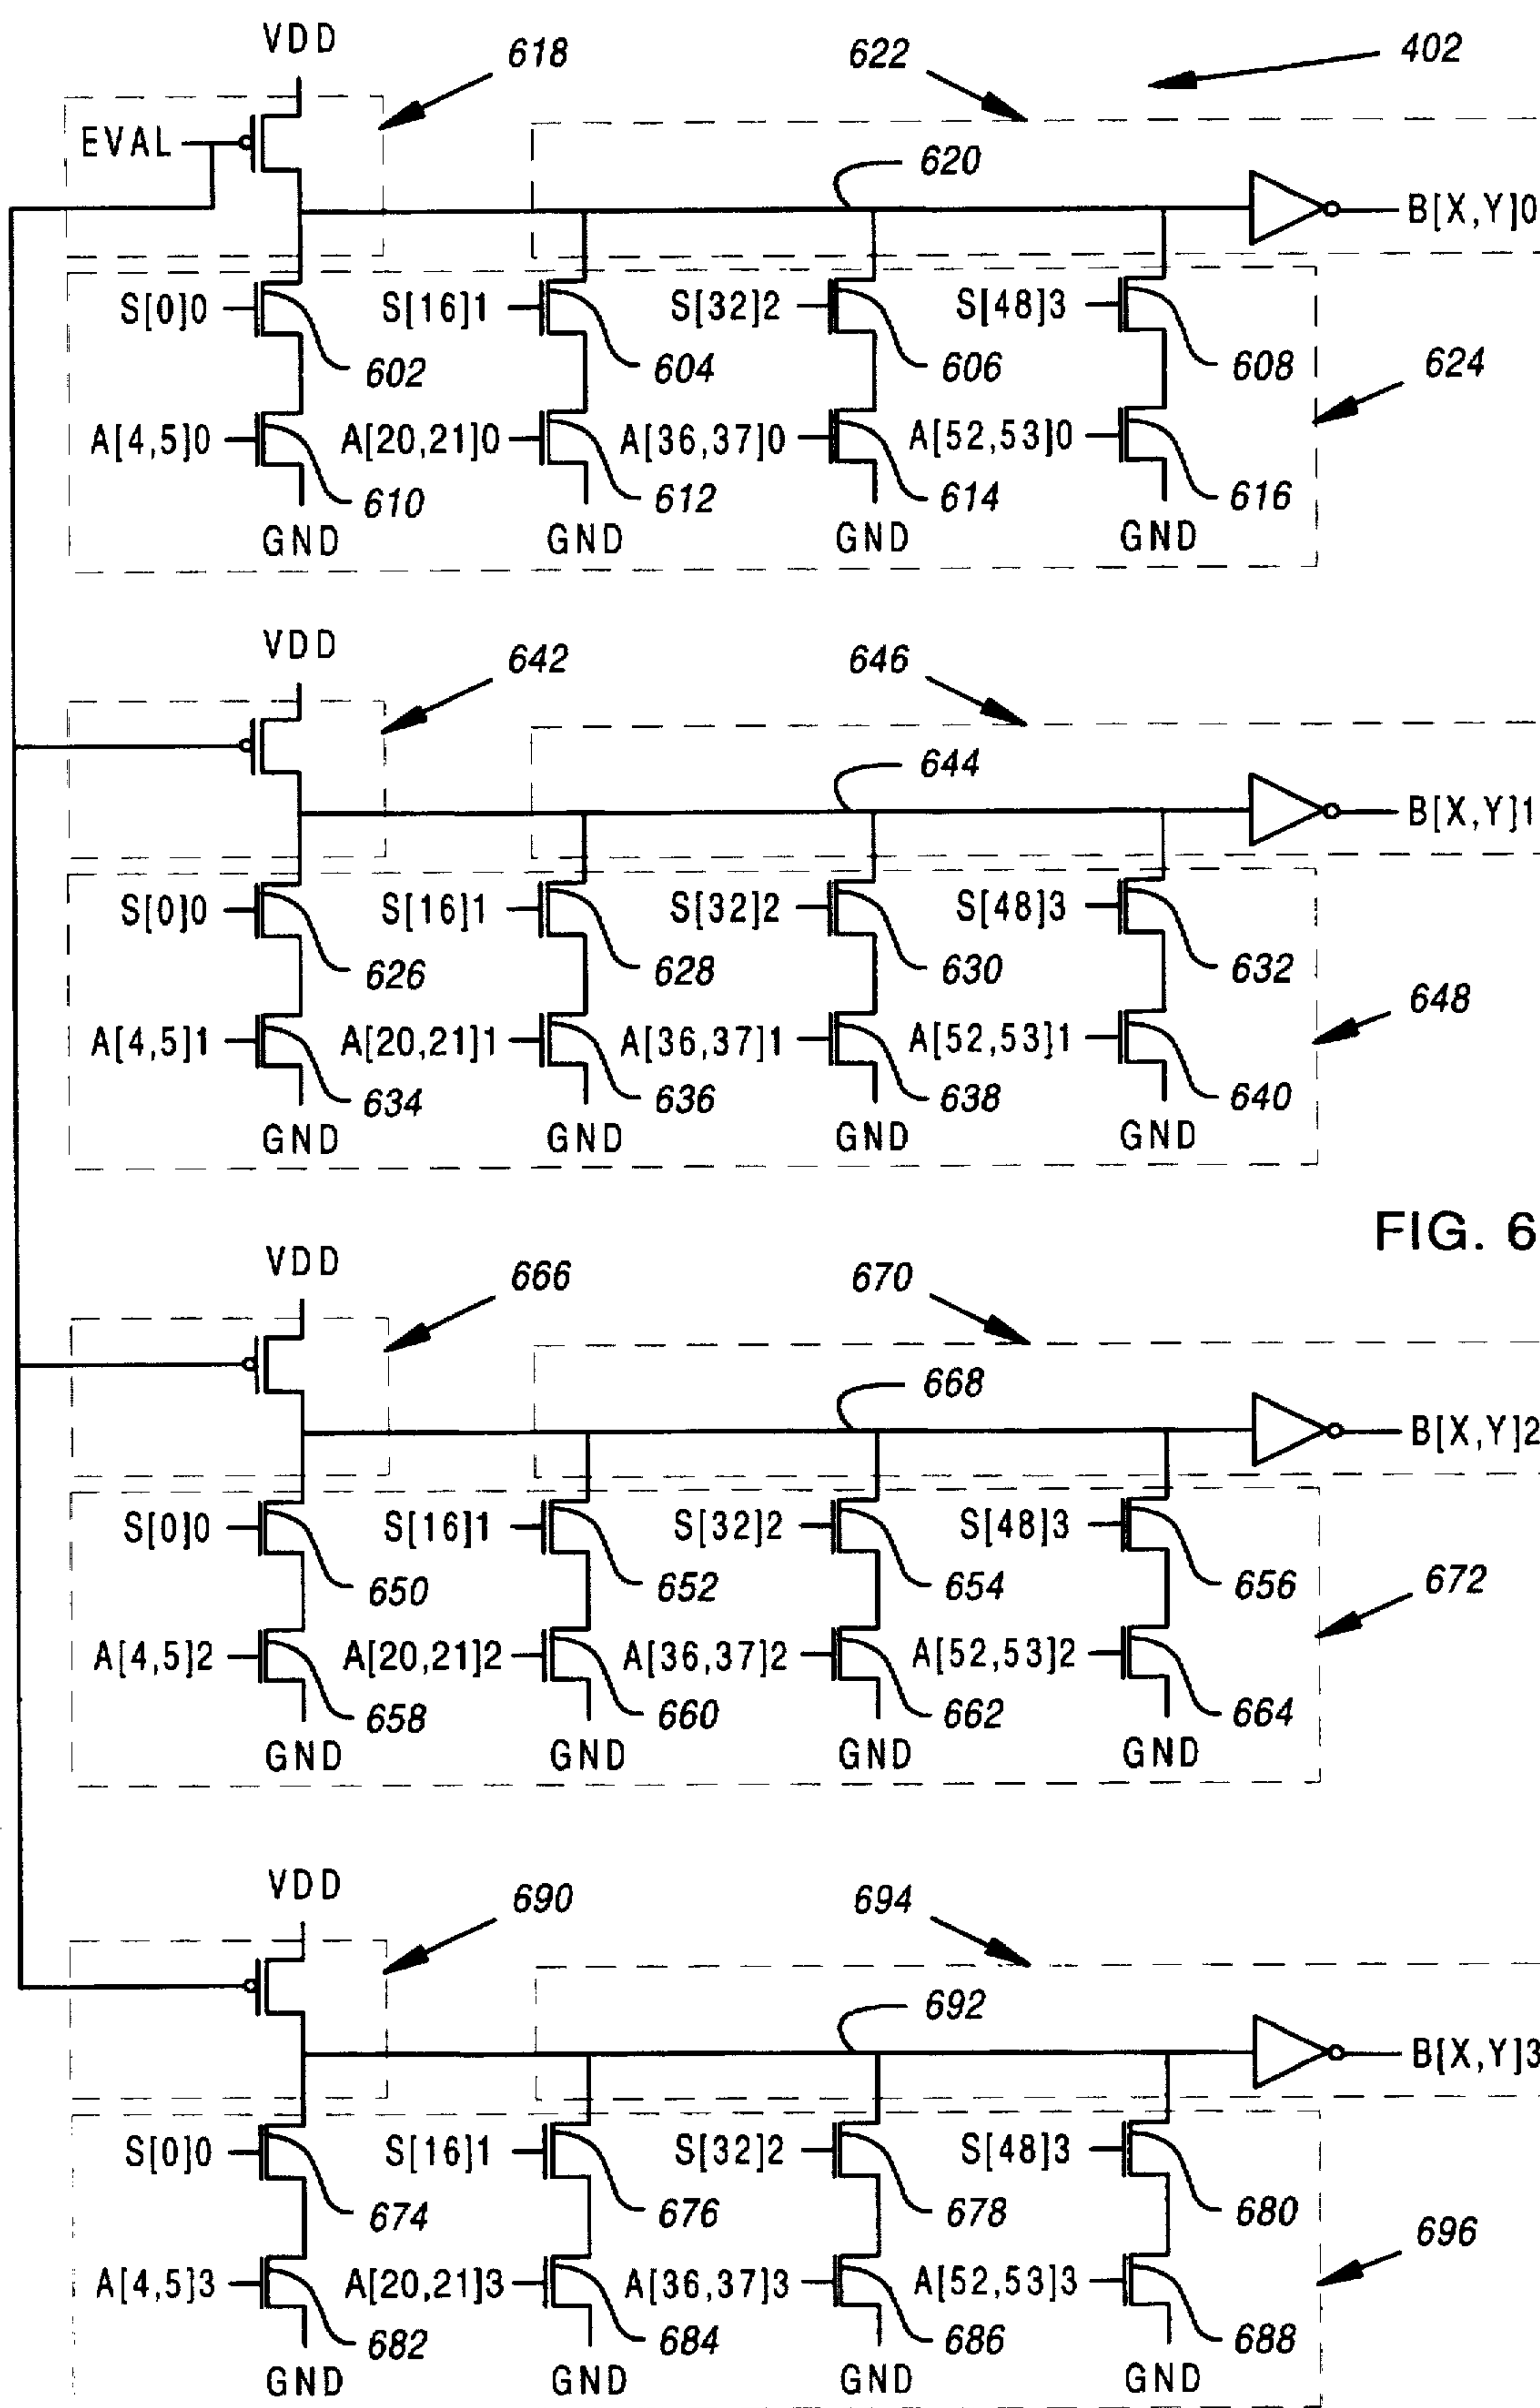 VDD 618 622 402
EVAL
620
B[X,Y]0
S[0]0 S[16]1 S[32]2 S[48]3
602 604 606 608 624
A[4,5]0 A[20,21]0 A[36,37]0 A[52,53]0
610 612 614 616
GND GND GND GND
VDD 642 646
644
B[X,Y]1
S[0]0 S[16]1 S[32]2 S[48]3
626 628 630 632
648
A[4,5]1 A[20,21]1 A[36,37]1 A[52,53]1
634 636 638 640
GND GND GND GND
FIG. 6
VDD 666 670
668
B[X,Y]2
S[0]0 S[16]1 S[32]2 S[48]3
650 652 654 656 672
A[4,5]2 A[20,21]2 A[36,37]2 A[52,53]2
658 660 662 664
GND GND GND GND
VDD 690 694
692
B[X,Y]3
S[0]0 S[16]1 S[32]2 S[48]3
674 676 678 680
696
A[4,5]3 A[20,21]3 A[36,37]3 A[52,53]3
682 684 686 688
GND GND GND GND